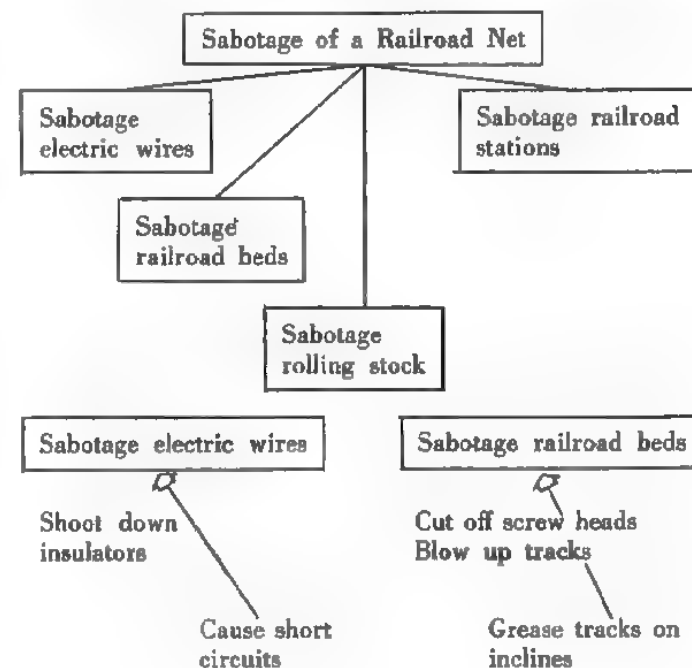 Sabotage of a Railroad Net
Sabotage
electric wires
Sabotage railroad
stations
Sabotage
railroad beds
Sabotage
rolling stock
Sabotage electric wires
Sabotage railroad beds
Shoot down
insulators
Cut off screw heads
Blow up tracks
Cause short
circuits
Grease tracks on
inclines